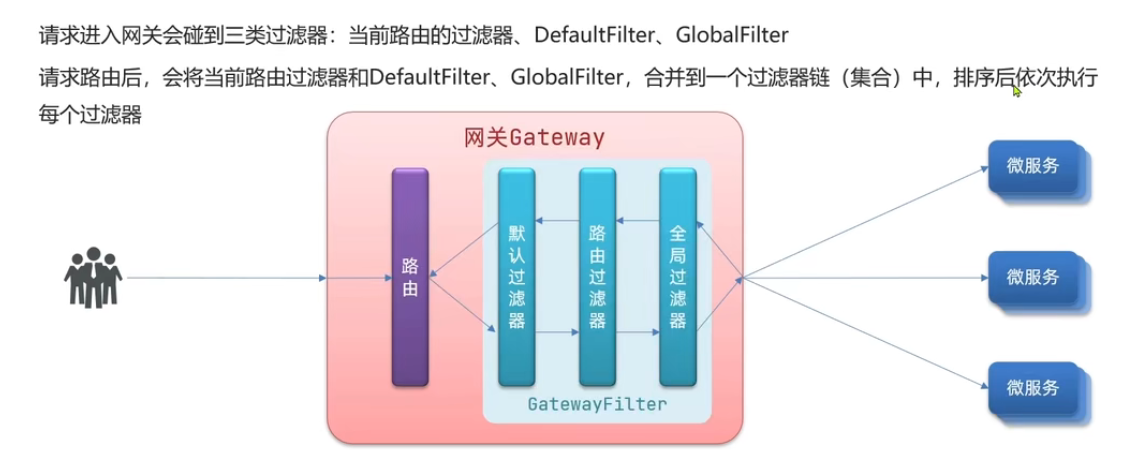 请求进入网关会碰到三类过滤器：当前路由的过滤器、DefaultFilter、GlobalFilter
请求路由后，会将当前路由过滤器和DefaultFilter、GlobalFilter，合并到一个过滤器链（集合）中，排序后依次执行
每个过滤器
网关Gateway
路由
默认过滤器
路由过滤器
全局过滤器
GatewayFilter
微服务
微服务
微服务